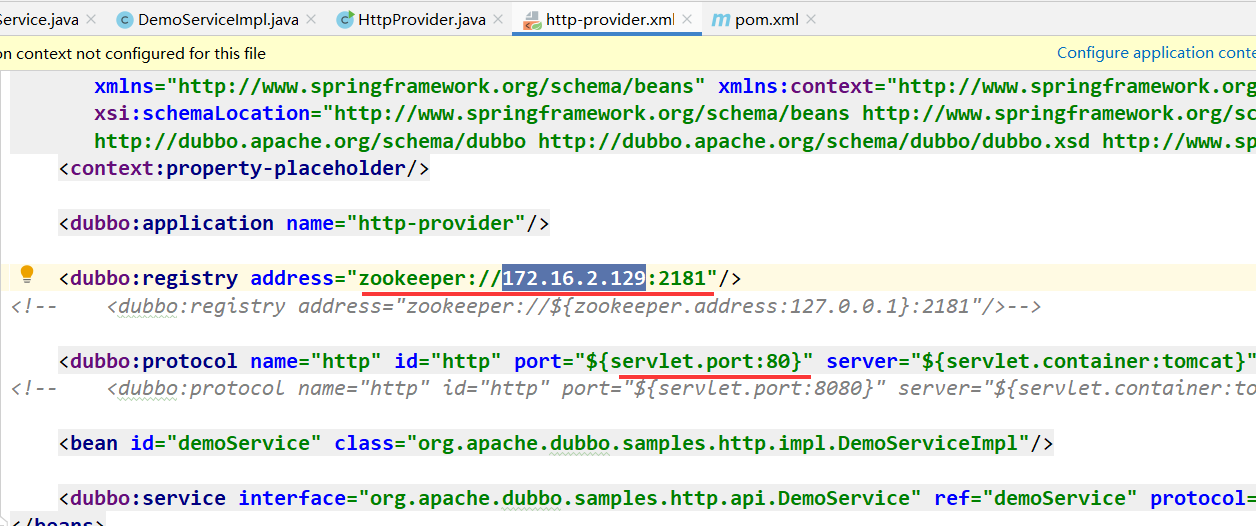 Service.java × DemoServiceImpl.java × HttpProvider.java × http-provider.xml × pom.xml ×
on context not configured for this file Configure application conte
xmlns="http://www.springframework.org/schema/beans" xmlns:context="http://www.springframework.org
xsi:schemaLocation="http://www.springframework.org/schema/beans http://www.springframework.org/sc
http://dubbo.apache.org/schema/dubbo http://dubbo.apache.org/schema/dubbo/dubbo.xsd http://www.sp
<context:property-placeholder/>
<dubbo:application name="http-provider"/>
<dubbo:registry address="zookeeper://172.16.2.129:2181"/>
<!-- <dubbo:registry address="zookeeper://${zookeeper.address:127.0.0.1}:2181"/>-->
<dubbo:protocol name="http" id="http" port="${servlet.port:80}" server="${servlet.container:tomcat}"
<!-- <dubbo:protocol name="http" id="http" port="${servlet.port:8080}" server="${servlet.container:to
<bean id="demoService" class="org.apache.dubbo.samples.http.impl.DemoServiceImpl"/>
<dubbo:service interface="org.apache.dubbo.samples.http.api.DemoService" ref="demoService" protocol=
</beans>